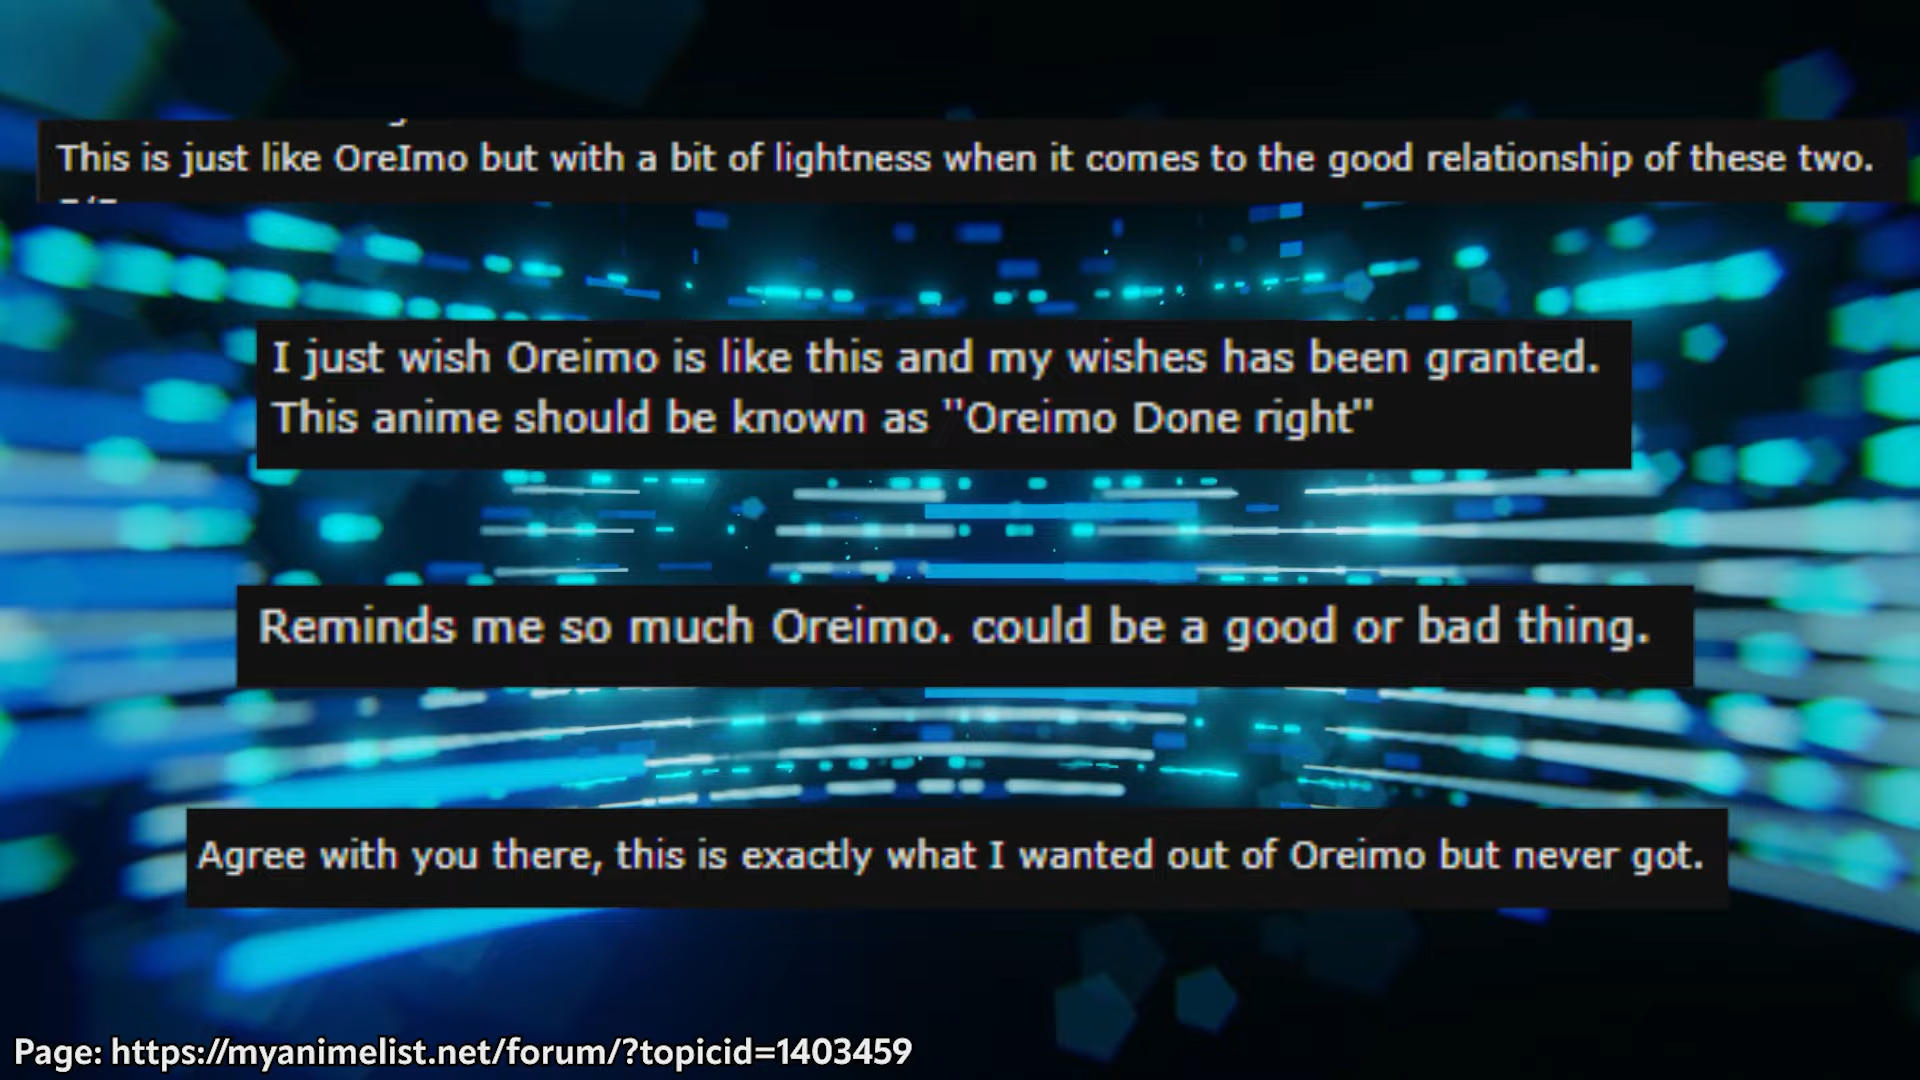 This is just like OreImo but with a bit of lightness when it comes to the good relationship of these two.
I just wish Oreimo is like this and my wishes has been granted.
This anime should be known as "Oreimo Done right"
Reminds me so much Oreimo. could be a good or bad thing.
Agree with you there, this is exactly what I wanted out of Oreimo but never got.
Page: https://myanimelist.net/forum/?topicid=1403459